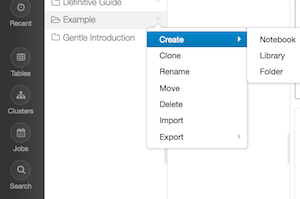 Recent
Tables
Clusters
Jobs
Search
Definitive Guide
Example
Gentle Introduction
Create
Clone
Rename
Move
Delete
Import
Export
Notebook
Library
Folder